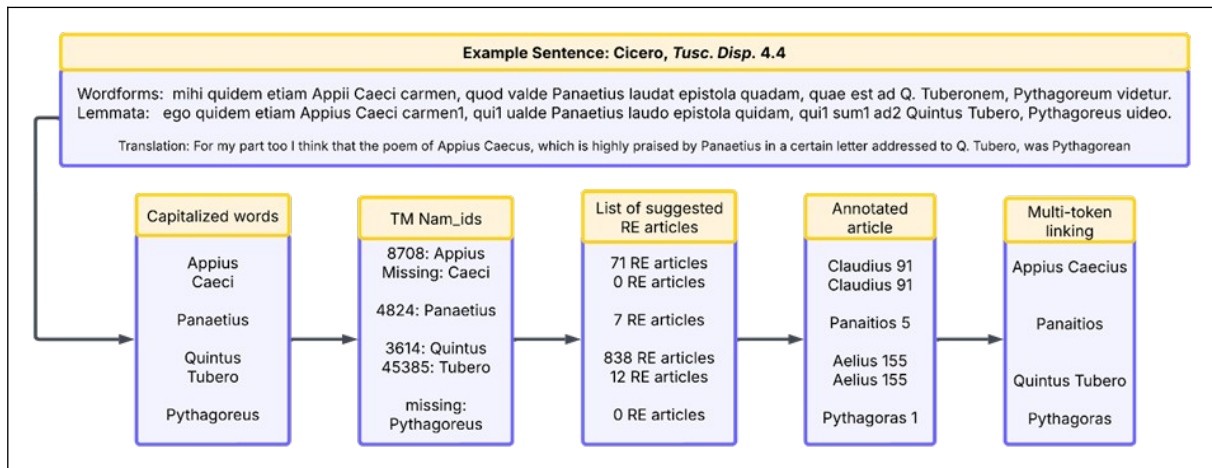 Example Sentence: Cicero, Tusc. Disp. 4.4
Wordforms: mihi quidem etiam Appii Caeci carmen, quod valde Panaetius laudat epistola quadam, quae est ad Q. Tuberonem, Pythagoreum videtur.
Lemmata: ego quidem etiam Appius Caeci carmen1, qui1 ualde Panaetius laudo epistola quidam, qui1 sum1 ad2 Quintus Tubero, Pythagoreus uideo.
Translation: For my part too I think that the poem of Appius Caecus, which is highly praised by Panaetius in a certain letter addressed to Q. Tubero, was Pythagorean
Capitalized words
Appius
Caeci
Panaetius
Quintus
Tubero
Pythagoreus
TM Nam_ids
8708: Appius
Missing: Caeci
4824: Panaetius
3614: Quintus
45385: Tubero
missing:
Pythagoreus
List of suggested
RE articles
71 RE articles
0 RE articles
7 RE articles
838 RE articles
12 RE articles
0 RE articles
Annotated
article
Claudius 91
Claudius 91
Panaitios 5
Aelius 155
Aelius 155
Pythagoras 1
Multi-token
linking
Appius Caecius
Panaitios
Quintus Tubero
Pythagoras